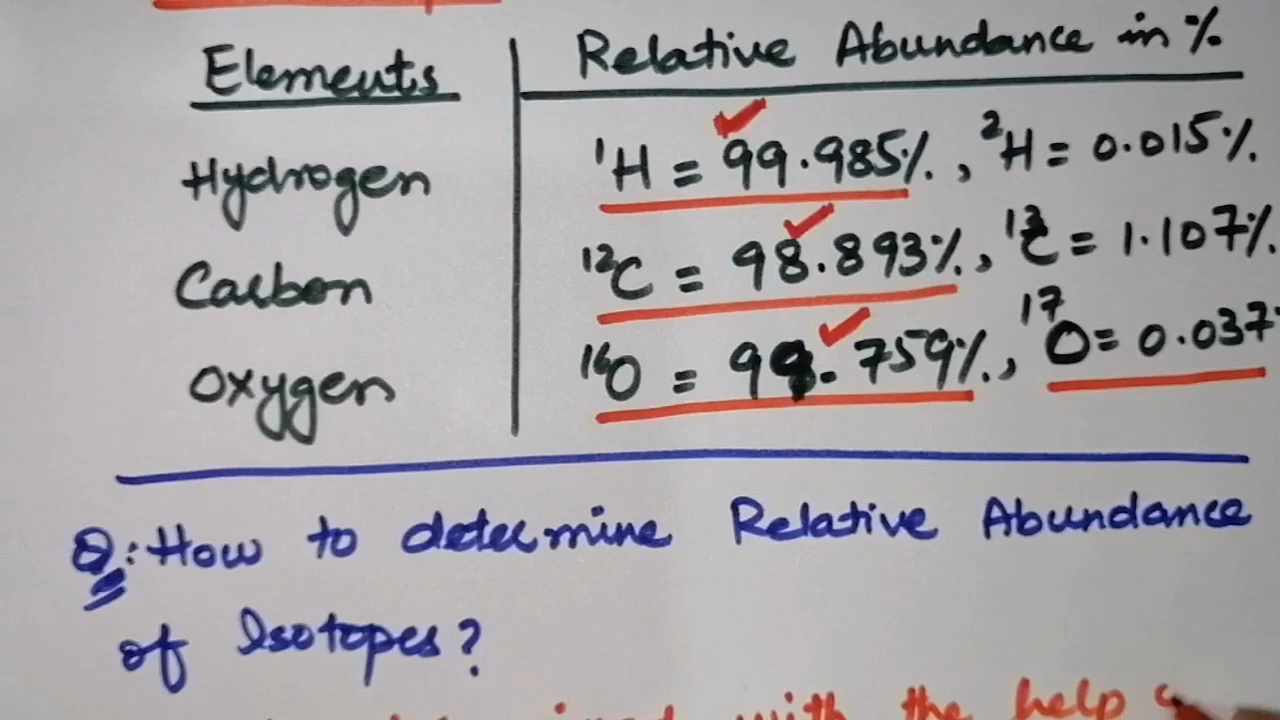 Elements Relative Abundance in %
Hydrogen ¹H = 99.985%, ²H = 0.015%
Carbon ¹²C = 98.893%, ¹³C = 1.107%.
Oxygen ¹⁶O = 99.759%, ¹⁷O = 0.037
Q: How to determine Relative Abundance
of Isotopes?
with the help